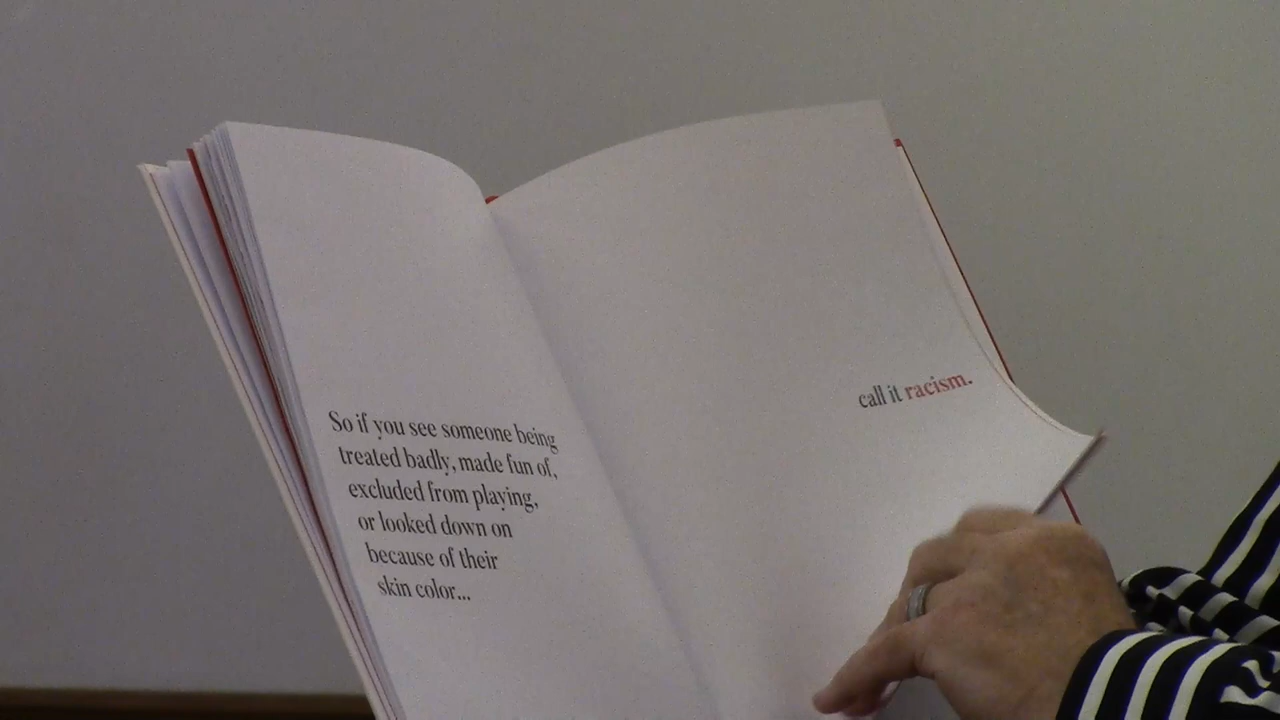 So if you see someone being
treated badly, made fun of,
excluded from playing,
or looked down on
because of their
skin color...
call it racism.